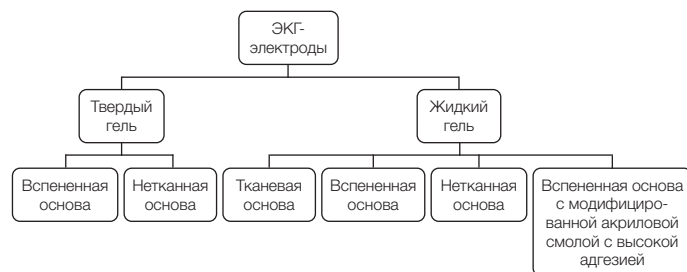 ЭКГ-
электроды
Твердый
гель
Жидкий
гель
Вспененная
основа
Нетканная
основа
Тканевая
основа
Вспененная
основа
Нетканная
основа
Вспененная основа
с модифициро-
ванной акриловой
смолой с высокой
адгезией